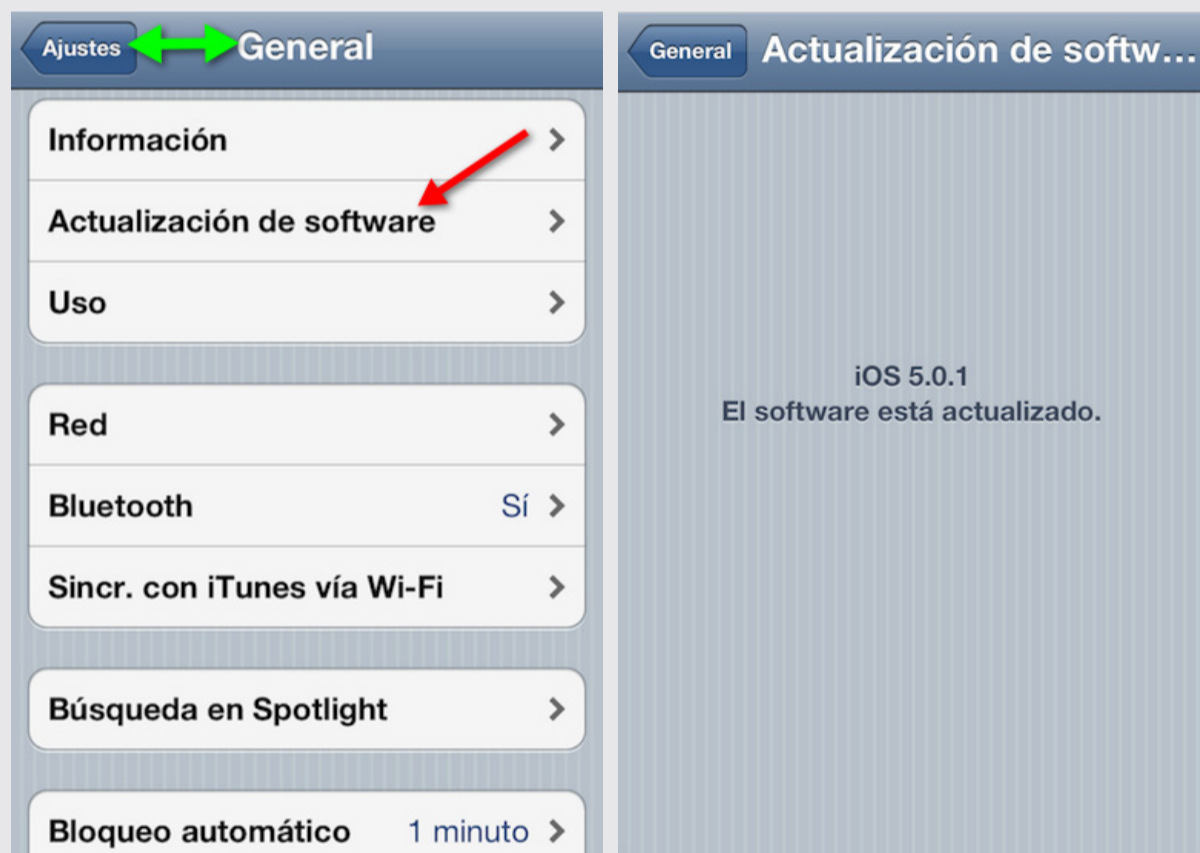 Ajustes
General
Información
Actualización de software
Uso
Red
Bluetooth Sí
Sincr. con iTunes vía Wi-Fi
Búsqueda en Spotlight
Bloqueo automático 1 minuto
General
Actualización de softw...
iOS 5.0.1
El software está actualizado.